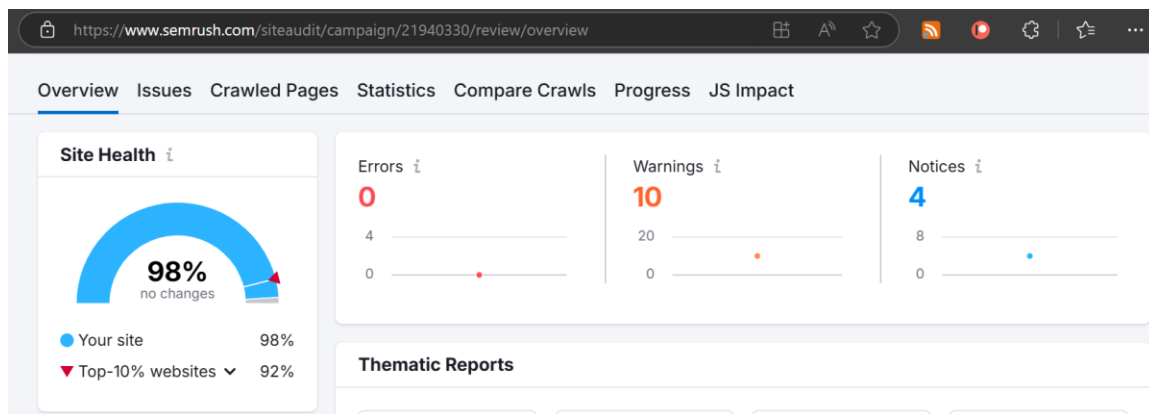 https://www.semrush.com/siteaudit/campaign/21940330/review/overview
Overview Issues Crawled Pages Statistics Compare Crawls Progress JS Impact
Site Health i
98%
no changes
Your site 98%
Top-10% websites 92%
Errors i
0
4
0
Warnings i
10
20
0
Notices i
4
8
0
Thematic Reports